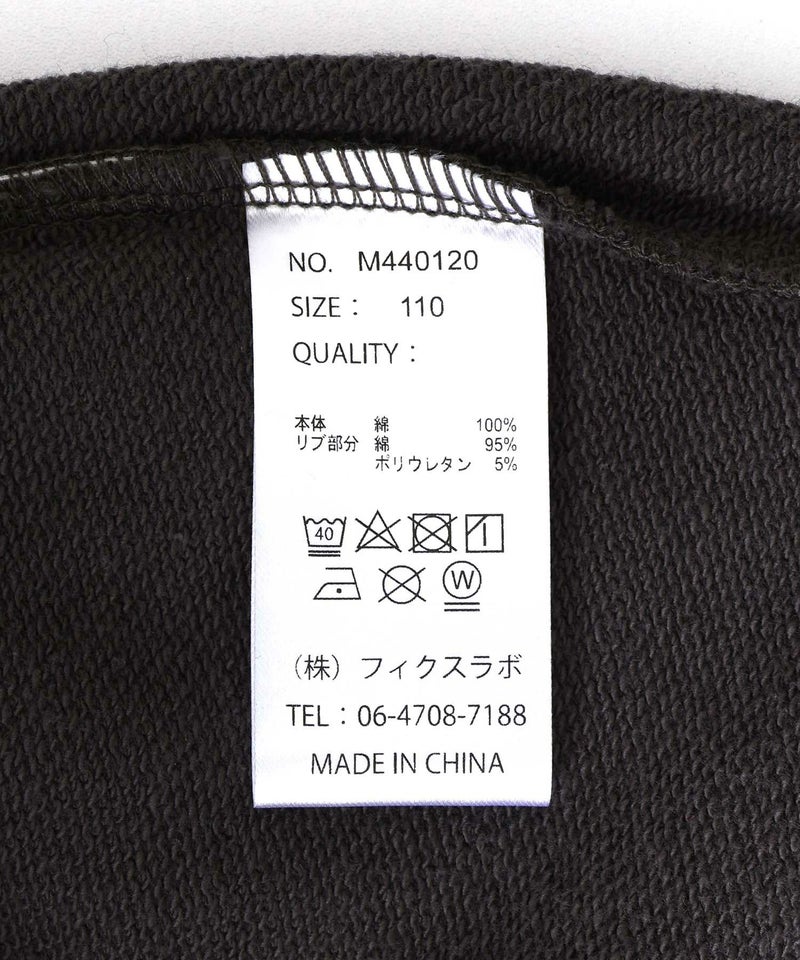 NO. M440120
SIZE： 110
QUALITY：
本体 綿 100%
リブ部分 綿 95%
ポリウレタン 5%
40
W
（株）フィクスラボ
TEL：06-4708-7188
MADE IN CHINA